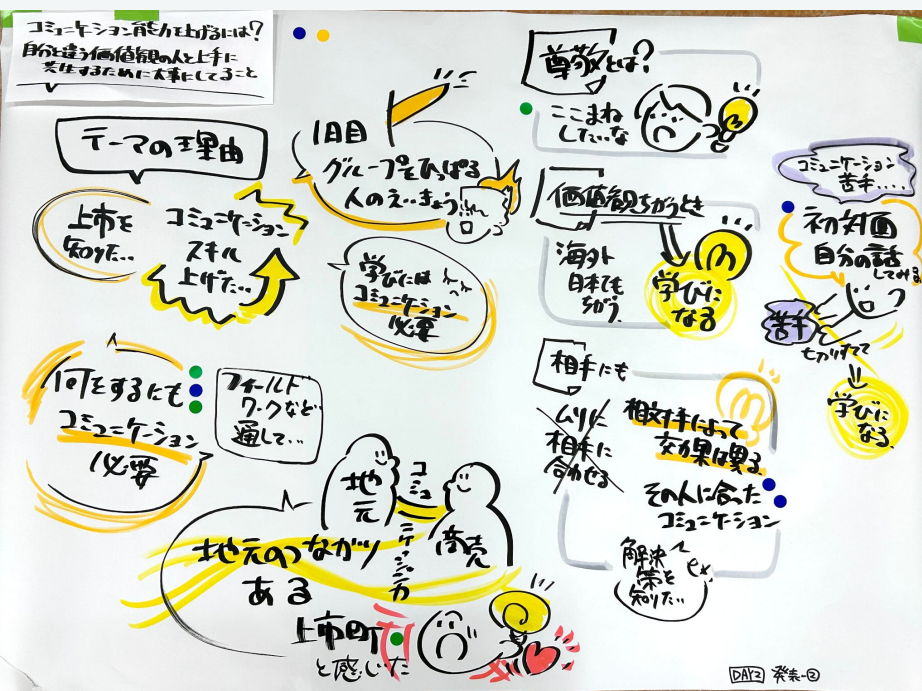 コミュニケーション能力を上げるには?
自分と違う価値観の人と上手に
共生するために大事にしてること
テーマの理由
上市を
知りた…
コミュニケーション
スキル
上げた…
1日目
グループをひっぱる
人のえ…きょう
学びには
コミュニケーション
必要
何をするにも
コミュニケーション
必要
フィールド
ワークなど
通して…
地元
コミュニケーション力
商売
地元のつながり
ある
上市町
と感じた
尊敬とは?
ここまね
したい…な
価値観ちがうとき
海外
日本でも
ちがう
学びに
なる
相手にも
ムリに
相手に
合わせる
相手によって
効果は異る
その人に合った
コミュニケーション
解決
策を
知りた…
コミュニケーション
苦手....
初対面
自分の話
してみる
苦手
切りすてて
学びに
なる
DAY2 発表-②